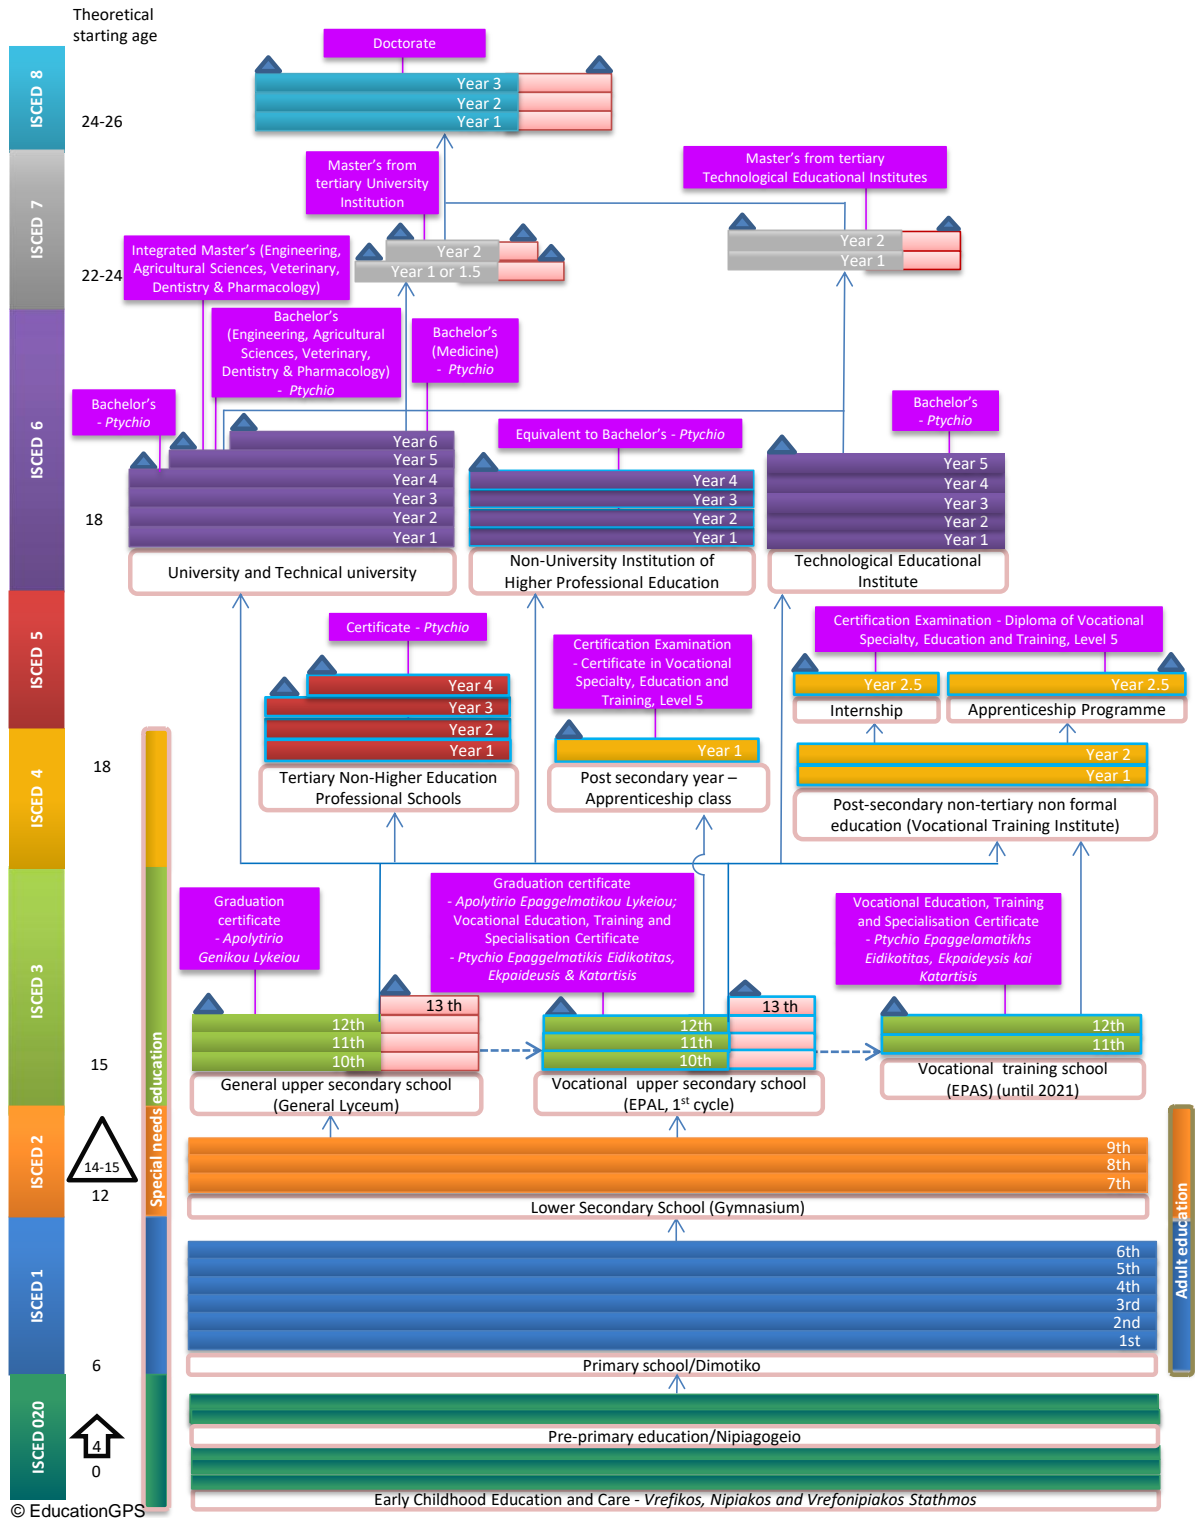 Theoretical
starting age
ISCED 8
24-26
Doctorate
Year 3
Year 2
Year 1
ISCED 7
22-24
Master's from
tertiary University
Institution
Master's from tertiary
Technological Educational Institutes
Year 2
Year 1 or 1.5
Year 2
Year 1
Integrated Master's (Engineering,
Agricultural Sciences, Veterinary,
Dentistry & Pharmacology)
Bachelor's
(Engineering, Agricultural
Sciences, Veterinary,
Dentistry & Pharmacology)
- Ptychio
Bachelor's
(Medicine)
- Ptychio
ISCED 6
18
Bachelor's
- Ptychio
Equivalent to Bachelor's - Ptychio
Bachelor's
- Ptychio
Year 6
Year 5
Year 4
Year 3
Year 2
Year 1
University and Technical university
Year 4
Year 3
Year 2
Year 1
Non-University Institution of
Higher Professional Education
Year 5
Year 4
Year 3
Year 2
Year 1
Technological Educational
Institute
ISCED 5
Certificate - Ptychio
Certification Examination
- Certificate in Vocational
Specialty, Education and
Training, Level 5
Certification Examination - Diploma of Vocational
Specialty, Education and Training, Level 5
Year 4
Year 3
Year 2
Year 1
Tertiary Non-Higher Education
Professional Schools
Year 1
Post secondary year –
Apprenticeship class
Year 2.5
Internship
Year 2.5
Apprenticeship Programme
Year 2
Year 1
Post-secondary non-tertiary non formal
education (Vocational Training Institute)
ISCED 4
18
ISCED 3
15
Graduation
certificate
- Apolytirio
Genikou Lykeiou
Graduation certificate
- Apolytirio Epaggelmatikou Lykeiou;
Vocational Education, Training and
Specialisation Certificate
- Ptychio Epaggelmatikis Eidikotitas,
Ekpaideusis & Katartisis
Vocational Education, Training
and Specialisation Certificate
- Ptychio Epaggelamatikhs
Eidikotitas, Ekpaideysis kai
Katartisis
13 th
12th
11th
10th
General upper secondary school
(General Lyceum)
13 th
12th
11th
10th
Vocational upper secondary school
(EPAL, 1st cycle)
12th
11th
Vocational training school
(EPAS) (until 2021)
Special needs education
ISCED 2
14-15
12
9th
8th
7th
Lower Secondary School (Gymnasium)
Adult education
ISCED 1
6
6th
5th
4th
3rd
2nd
1st
Primary school/Dimotiko
ISCED 020
4
0
Pre-primary education/Nipiagogeio
Early Childhood Education and Care - Vrefikos, Nipiakos and Vrefonipiakos Stathmos
© EducationGPS